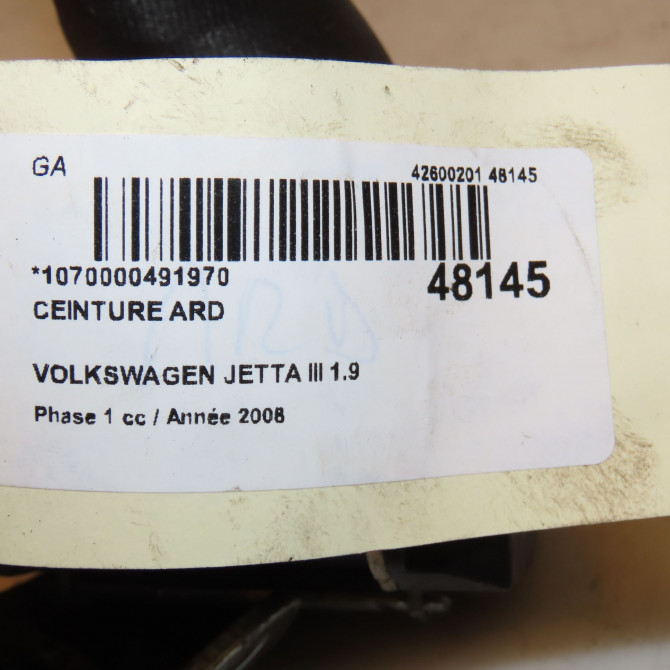 GA
42600201 48145
*1070000491970
48145
CEINTURE ARD
VOLKSWAGEN JETTA III 1.9
Phase 1 cc / Année 2008